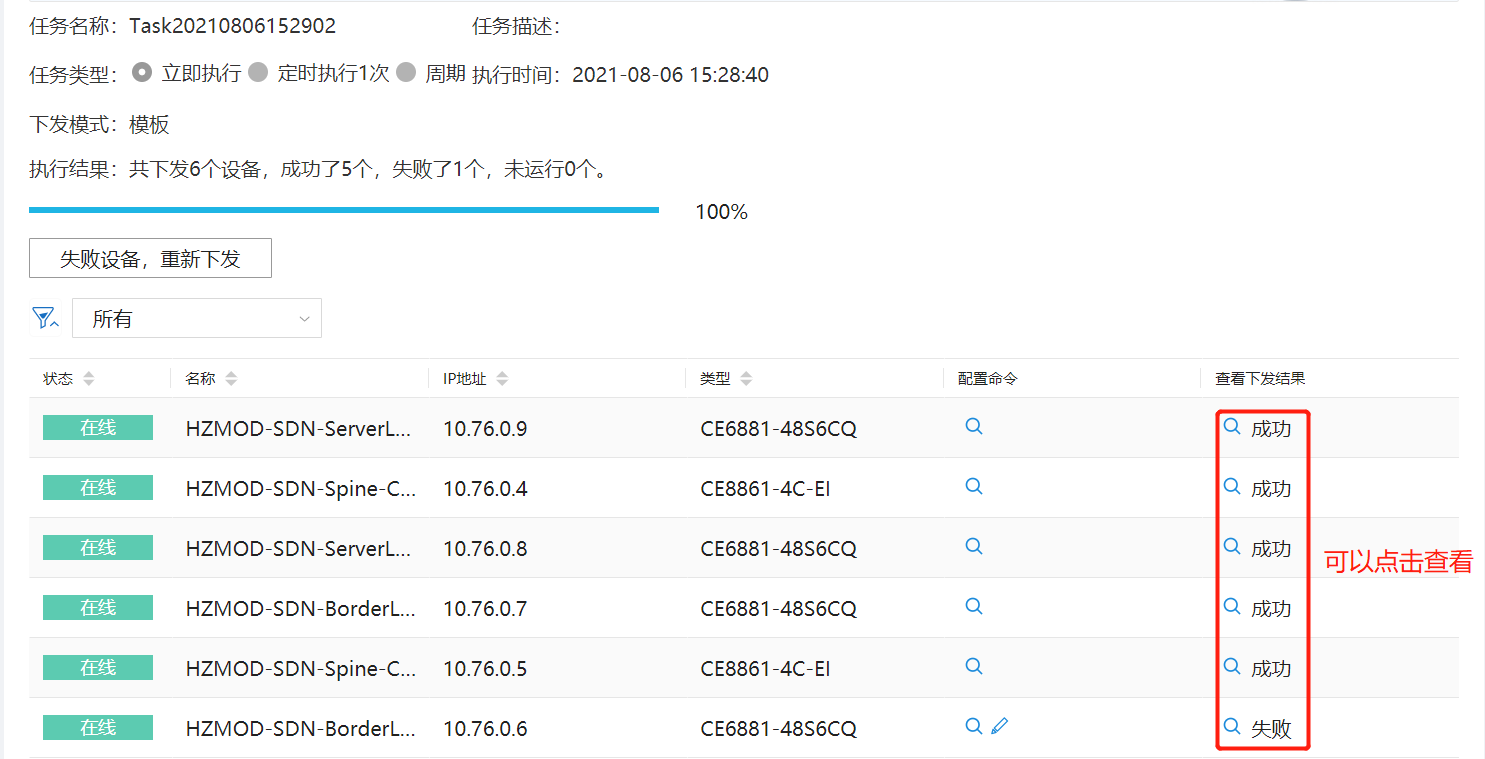 任务名称：Task20210806152902 任务描述：
任务类型： 立即执行 定时执行1次 周期 执行时间：2021-08-06 15:28:40
下发模式：模板
执行结果：共下发6个设备，成功了5个，失败了1个，未运行0个。
100%
失败设备，重新下发
所有
状态 名称 IP地址 类型 配置命令 查看下发结果
在线 HZMOD-SDN-ServerL... 10.76.0.9 CE6881-48S6CQ 成功
在线 HZMOD-SDN-Spine-C... 10.76.0.4 CE8861-4C-EI 成功
在线 HZMOD-SDN-ServerL... 10.76.0.8 CE6881-48S6CQ 成功
可以点击查看
在线 HZMOD-SDN-BorderL... 10.76.0.7 CE6881-48S6CQ 成功
在线 HZMOD-SDN-Spine-C... 10.76.0.5 CE8861-4C-EI 成功
在线 HZMOD-SDN-BorderL... 10.76.0.6 CE6881-48S6CQ 失败